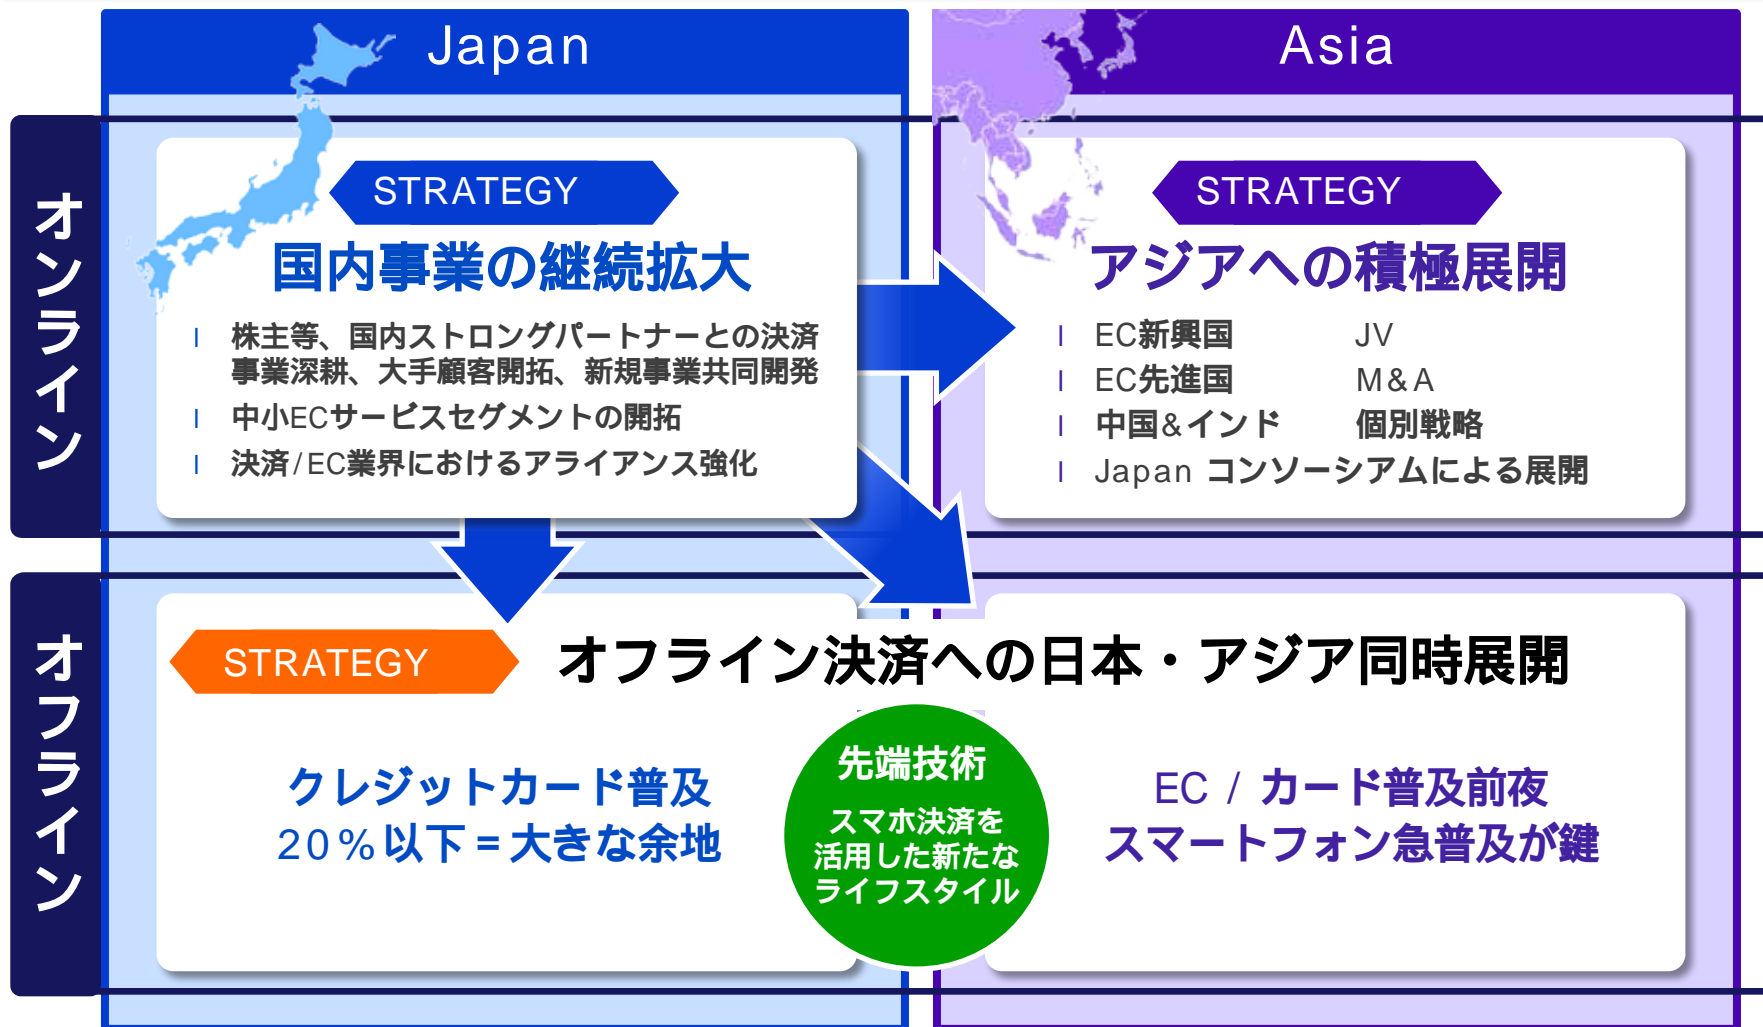 Japan
Asia
オンライン
STRATEGY
国内事業の継続拡大
l 株主等、国内ストロングパートナーとの決済
事業深耕、大手顧客開拓、新規事業共同開発
l 中小ECサービスセグメントの開拓
l 決済/EC業界におけるアライアンス強化
STRATEGY
アジアへの積極展開
l EC新興国 JV
l EC先進国 M&A
l 中国&インド 個別戦略
l Japan コンソーシアムによる展開
オフライン
STRATEGY
オフライン決済への日本・アジア同時展開
クレジットカード普及
20%以下=大きな余地
先端技術
スマホ決済を
活用した新たな
ライフスタイル
EC / カード普及前夜
スマートフォン急普及が鍵